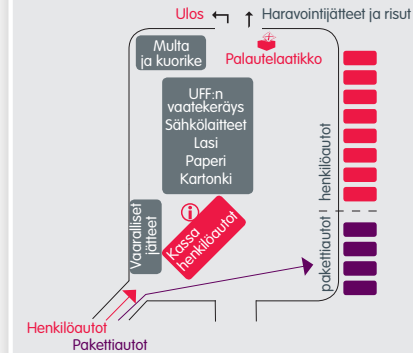 Ulos
Haravointijätteet ja risut
Palautelaatikko
Multa
ja kuorike
UFF:n
vaatekeräys
Sähkölaitteet
Lasi
Paperi
Kartonki
henkilöautot
pakettiautot
Vaaralliset
jätteet
i
Kassa
henkilöautot
Henkilöautot
Pakettiautot